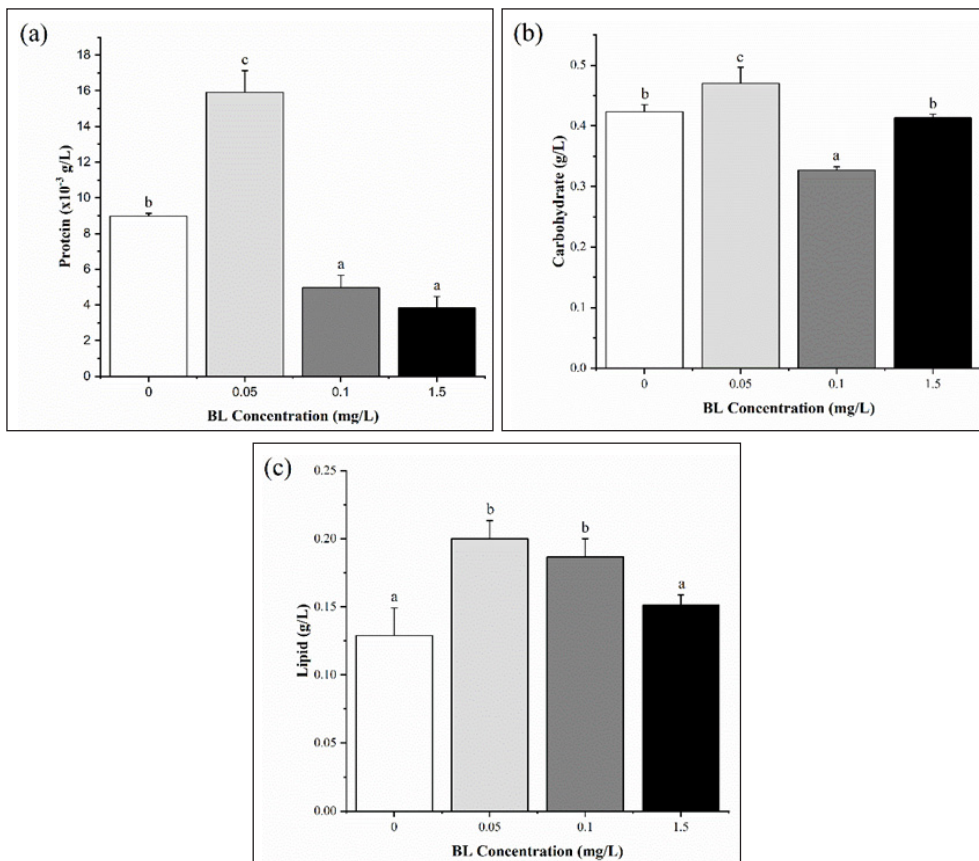 (a)
Protein (x10⁻³ g/L)
18
16
14
12
10
8
6
4
2
0
b
c
a
a
0
0.05
0.1
1.5
BL Concentration (mg/L)
(b)
Carbohydrate (g/L)
0.5
0.4
0.3
0.2
0.1
0.0
b
c
a
b
0
0.05
0.1
1.5
BL Concentration (mg/L)
(c)
Lipid (g/L)
0.25
0.20
0.15
0.10
0.05
0.00
a
b
b
a
0
0.05
0.1
1.5
BL Concentration (mg/L)